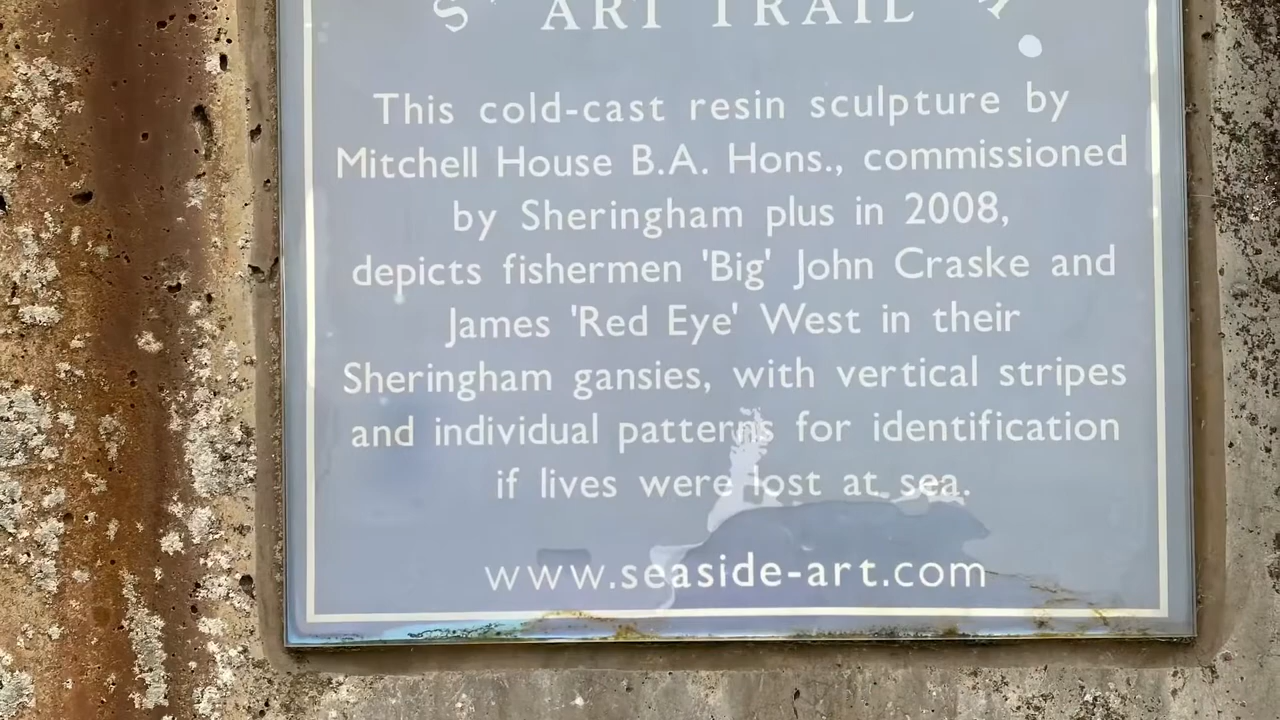 ART TRAIL
This cold-cast resin sculpture by
Mitchell House B.A. Hons., commissioned
by Sheringham plus in 2008,
depicts fishermen 'Big' John Craske and
James 'Red Eye' West in their
Sheringham gansies, with vertical stripes
and individual patterns for identification
if lives were lost at sea.
www.seaside-art.com